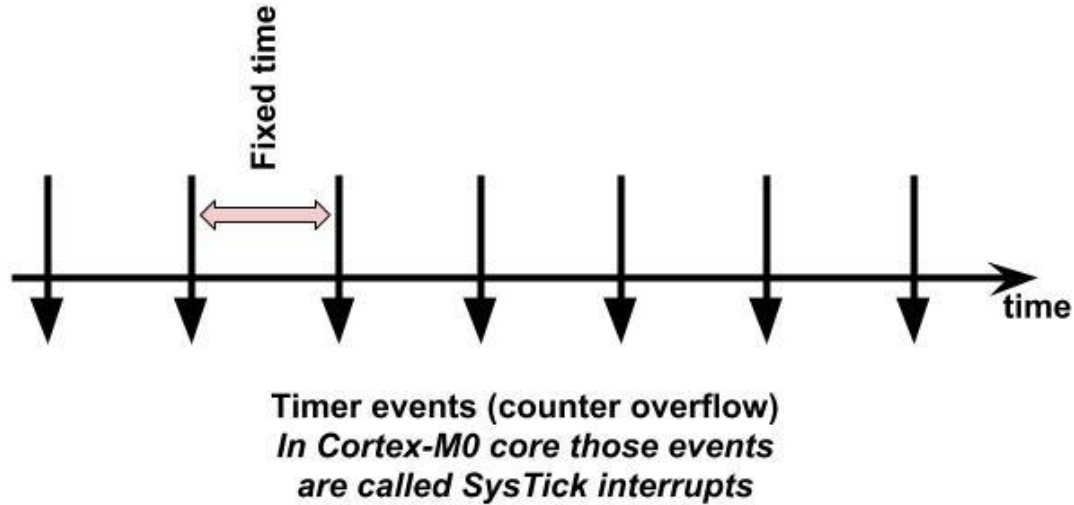 Fixed time
time
Timer events (counter overflow)
In Cortex-M0 core those events
are called SysTick interrupts